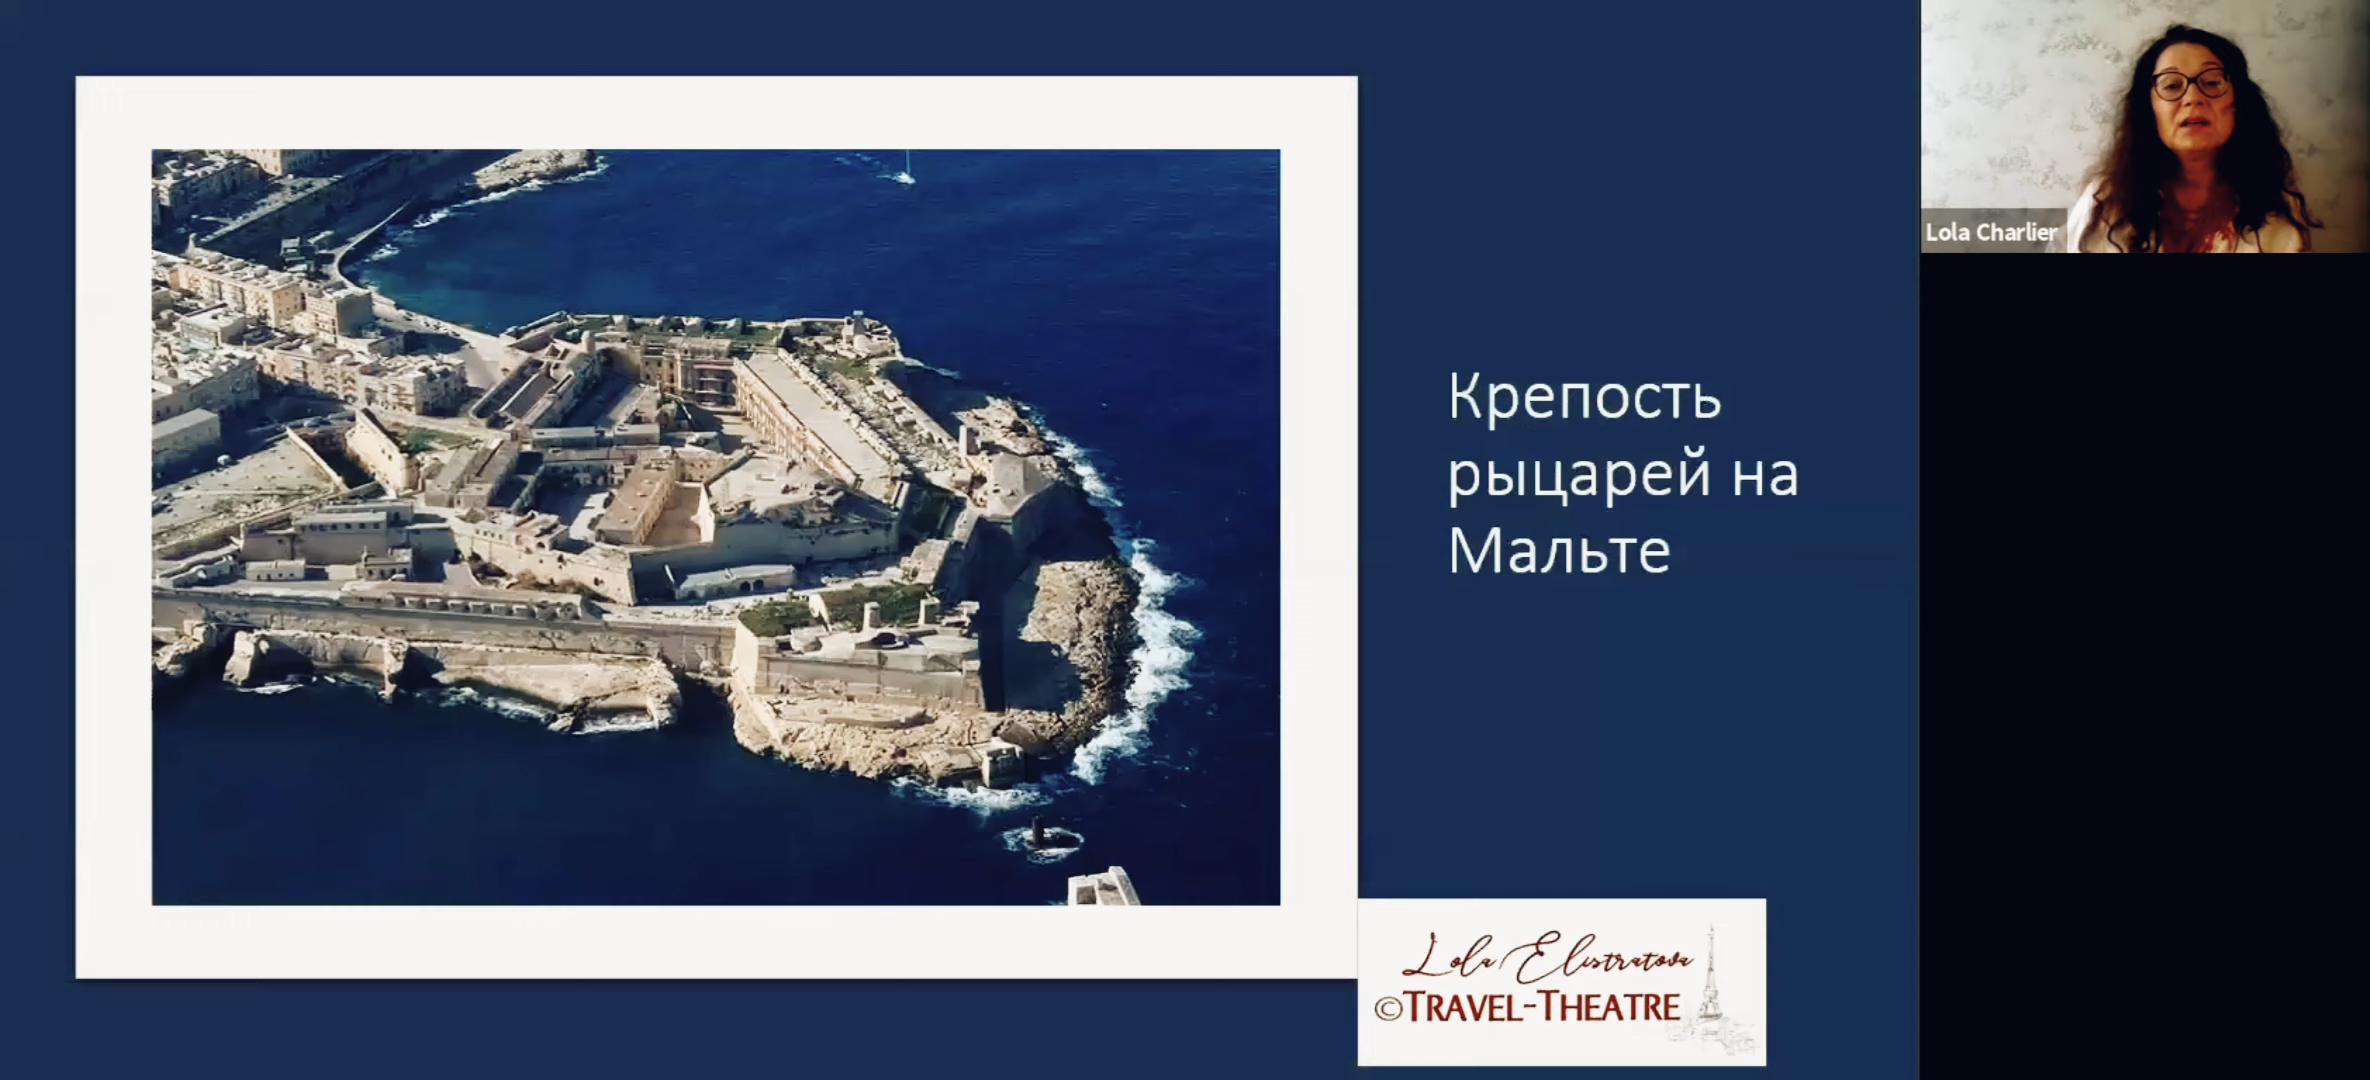 Lola Charlier
Крепость
рыцарей на
Мальте
Lola Elistratova
©TRAVEL-THEATRE